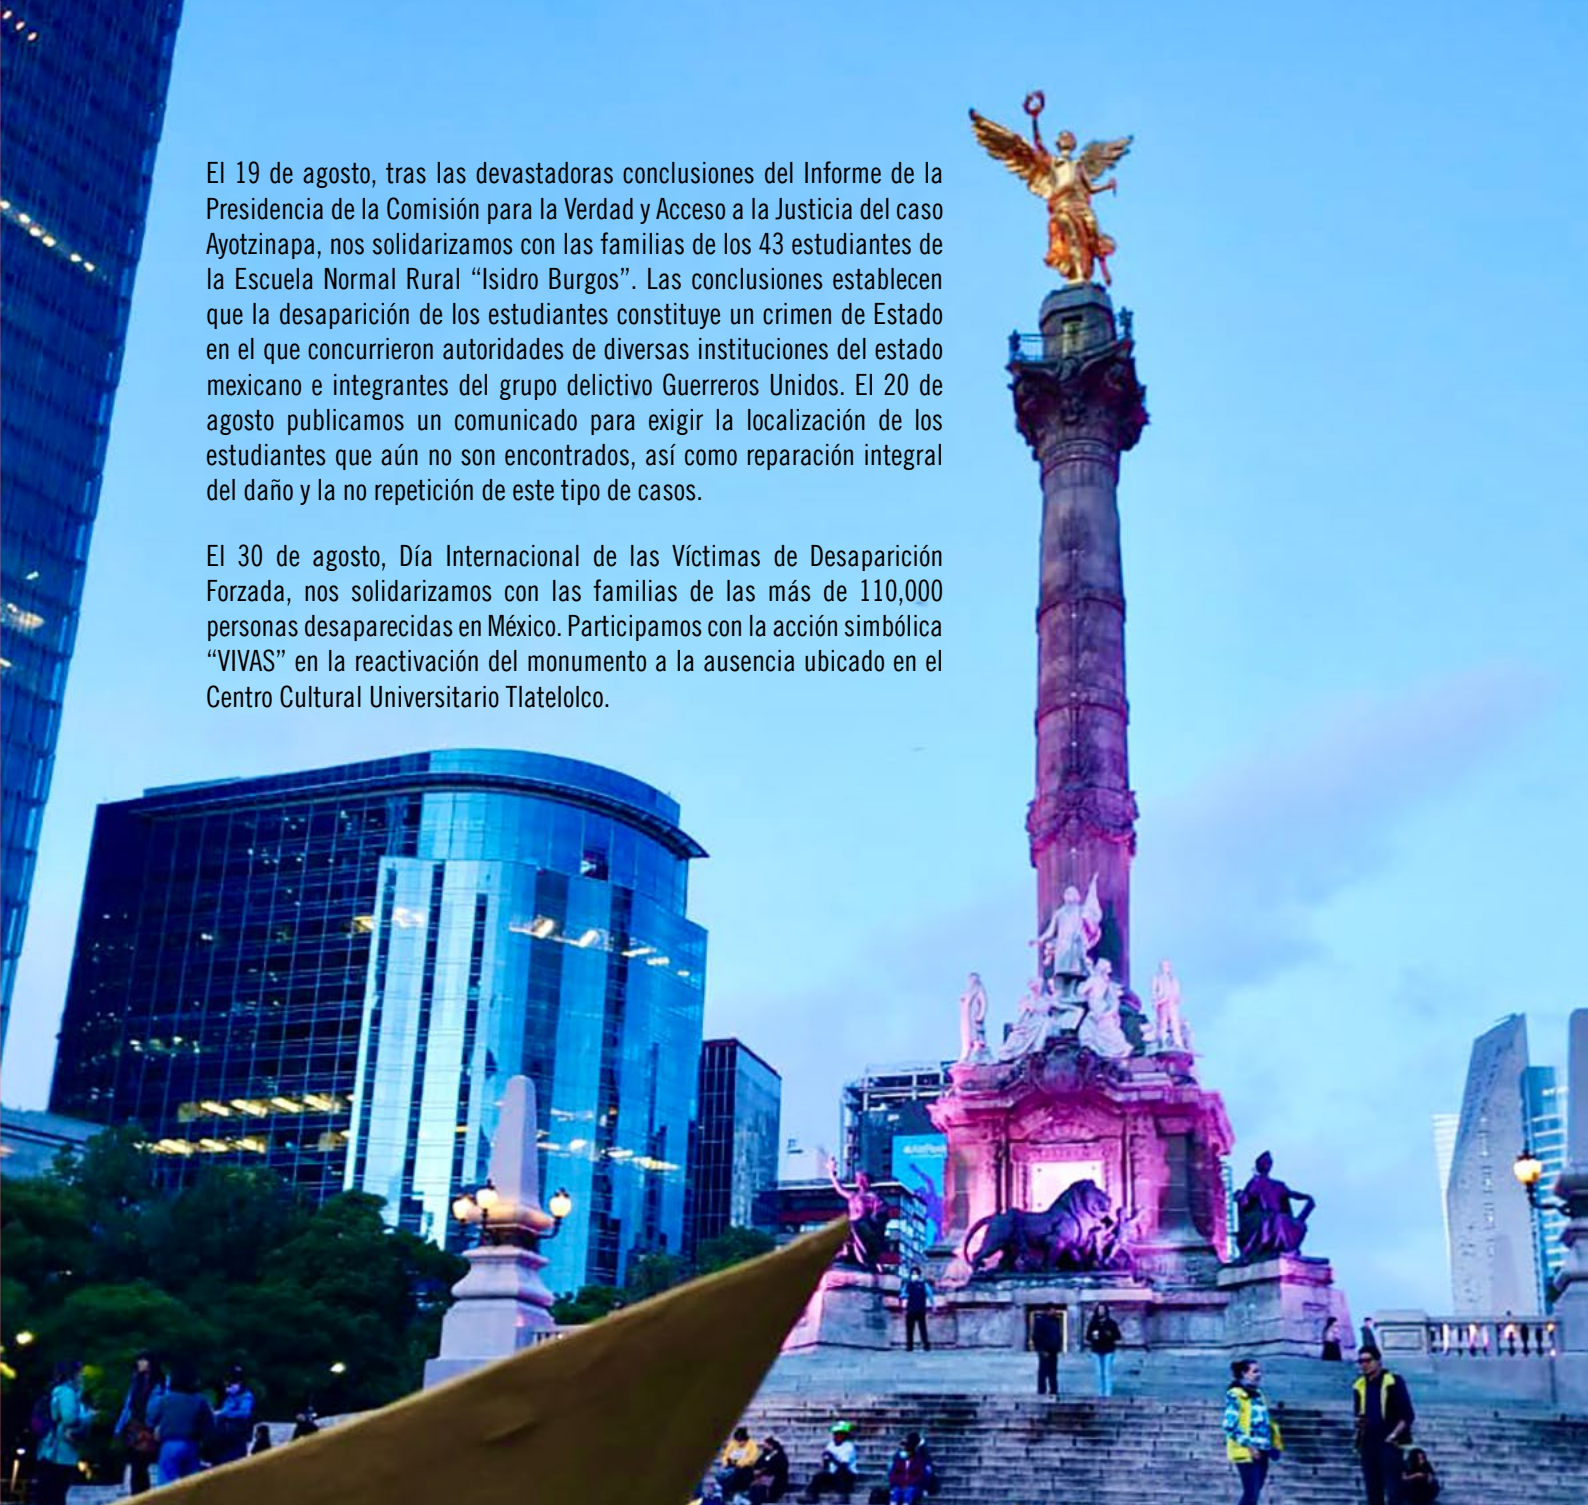 El 19 de agosto, tras las devastadoras conclusiones del Informe de la
Presidencia de la Comisión para la Verdad y Acceso a la Justicia del caso
Ayotzinapa, nos solidarizamos con las familias de los 43 estudiantes de
la Escuela Normal Rural “Isidro Burgos”. Las conclusiones establecen
que la desaparición de los estudiantes constituye un crimen de Estado
en el que concurrieron autoridades de diversas instituciones del estado
mexicano e integrantes del grupo delictivo Guerreros Unidos. El 20 de
agosto publicamos un comunicado para exigir la localización de los
estudiantes que aún no son encontrados, así como reparación integral
del daño y la no repetición de este tipo de casos.
El 30 de agosto, Día Internacional de las Víctimas de Desaparición
Forzada, nos solidarizamos con las familias de las más de 110,000
personas desaparecidas en México. Participamos con la acción simbólica
“VIVAS” en la reactivación del monumento a la ausencia ubicado en el
Centro Cultural Universitario Tlatelolco.